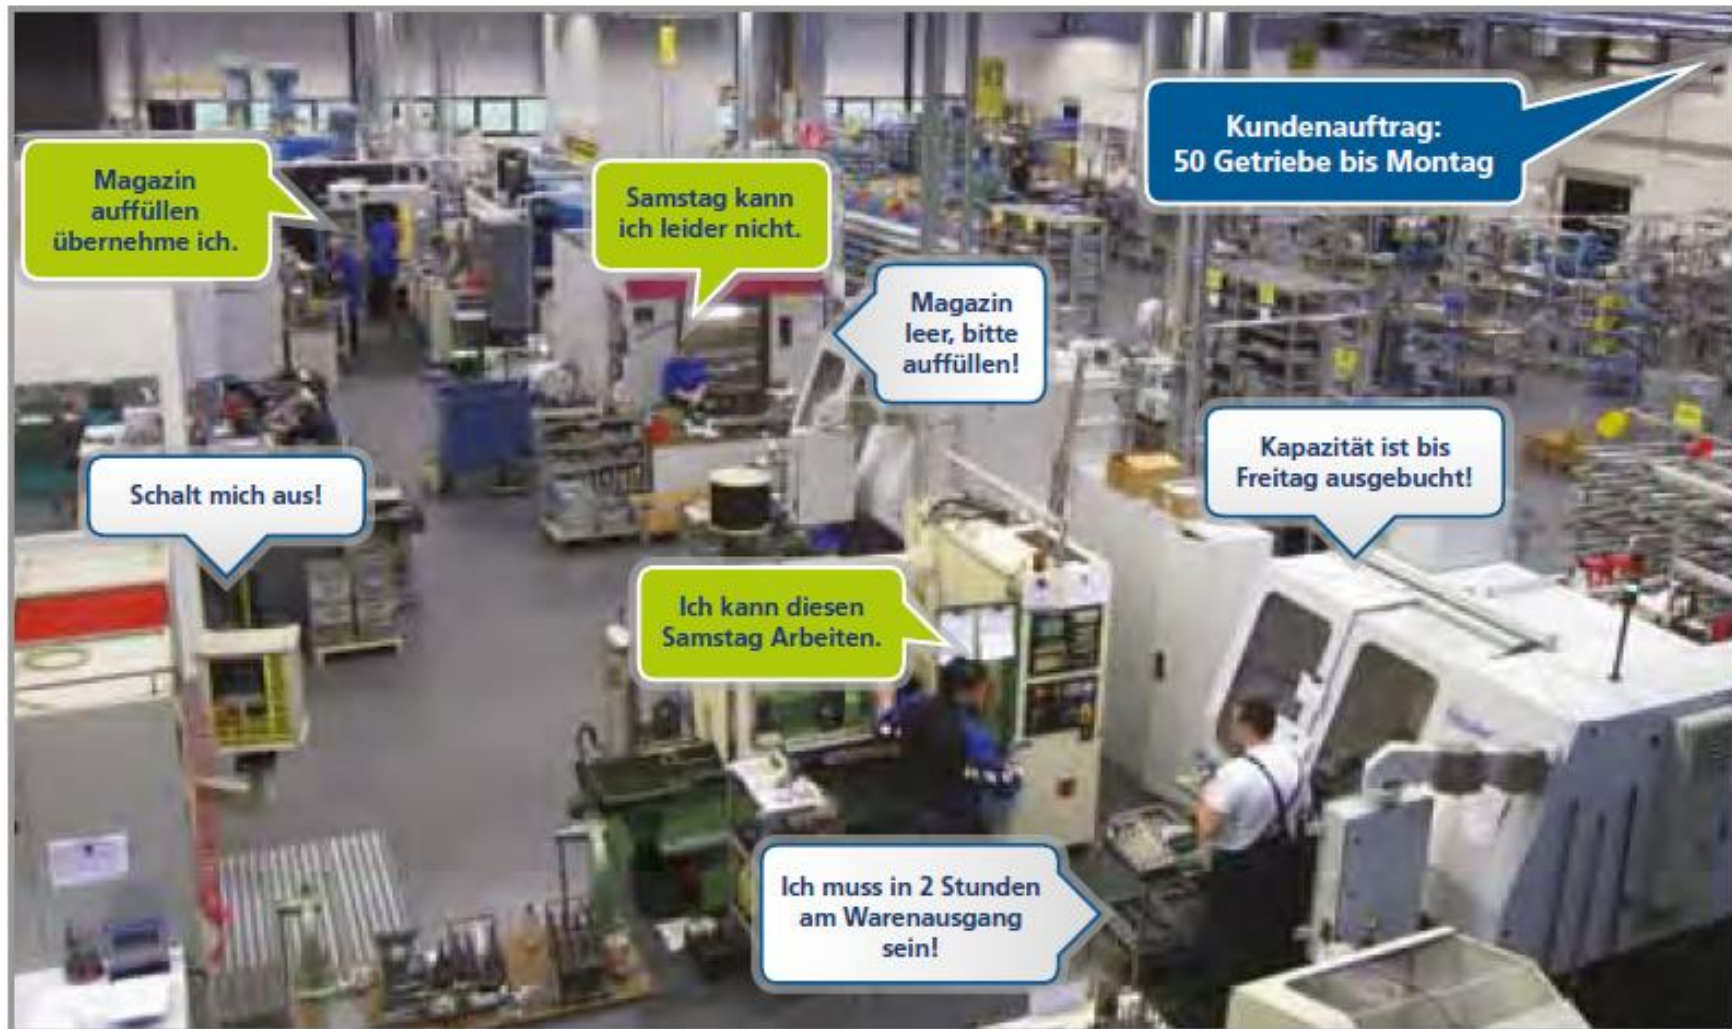 Kundenauftrag:
50 Getriebe bis Montag
Magazin
auffüllen
übernehme ich.
Samstag kann
ich leider nicht.
Magazin
leer, bitte
auffüllen!
Kapazität ist bis
Freitag ausgebucht!
Schalt mich aus!
Ich kann diesen
Samstag Arbeiten.
Ich muss in 2 Stunden
am Warenausgang
sein!